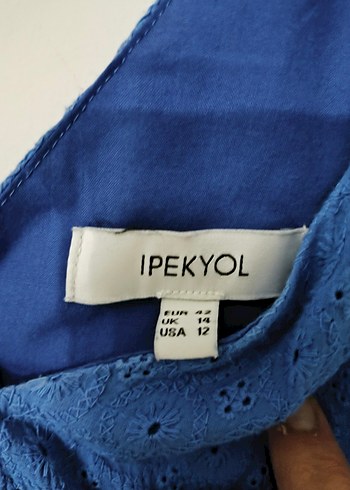 IPEKYOL
EUR 42
UK 14
USA 12